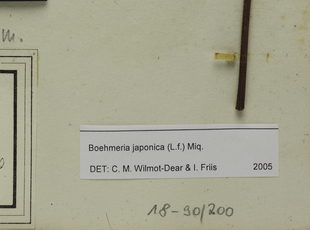 m.
Boehmeria japonica (L.f.) Miq.
DET: C. M. Wilmot-Dear & I. Friis 2005
18-90/200